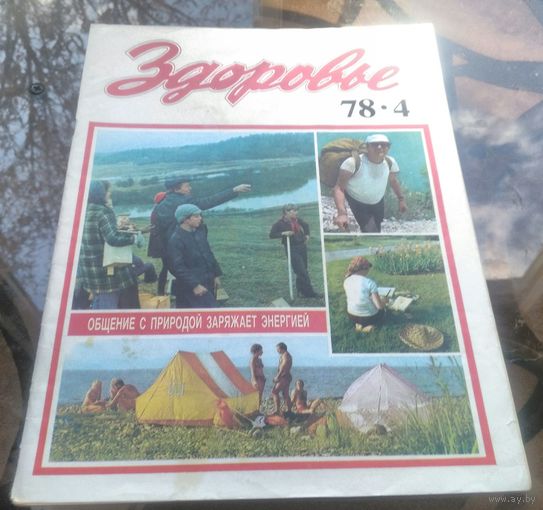 Здоровье
78·4
ОБЩЕНИЕ С ПРИРОДОЙ ЗАРЯЖАЕТ ЭНЕРГИЕЙ
www.ay.by